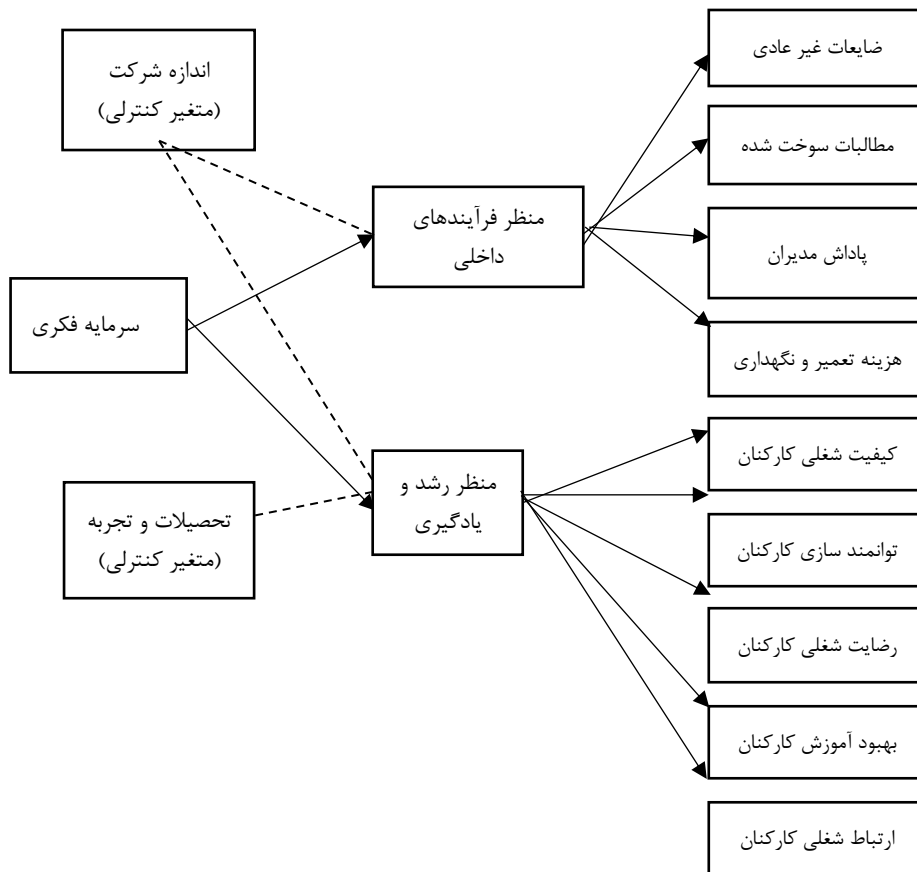 ضایعات غیر عادی
اندازه شرکت
(متغیر کنترلی)
مطالبات سوخت شده
منظر فرآیندهای
داخلی
پاداش مدیران
سرمایه فکری
هزینه تعمیر و نگهداری
کیفیت شغلی کارکنان
منظر رشد و
یادگیری
تحصیلات و تجربه
(متغیر کنترلی)
توانمند سازی کارکنان
رضایت شغلی کارکنان
بهبود آموزش کارکنان
ارتباط شغلی کارکنان